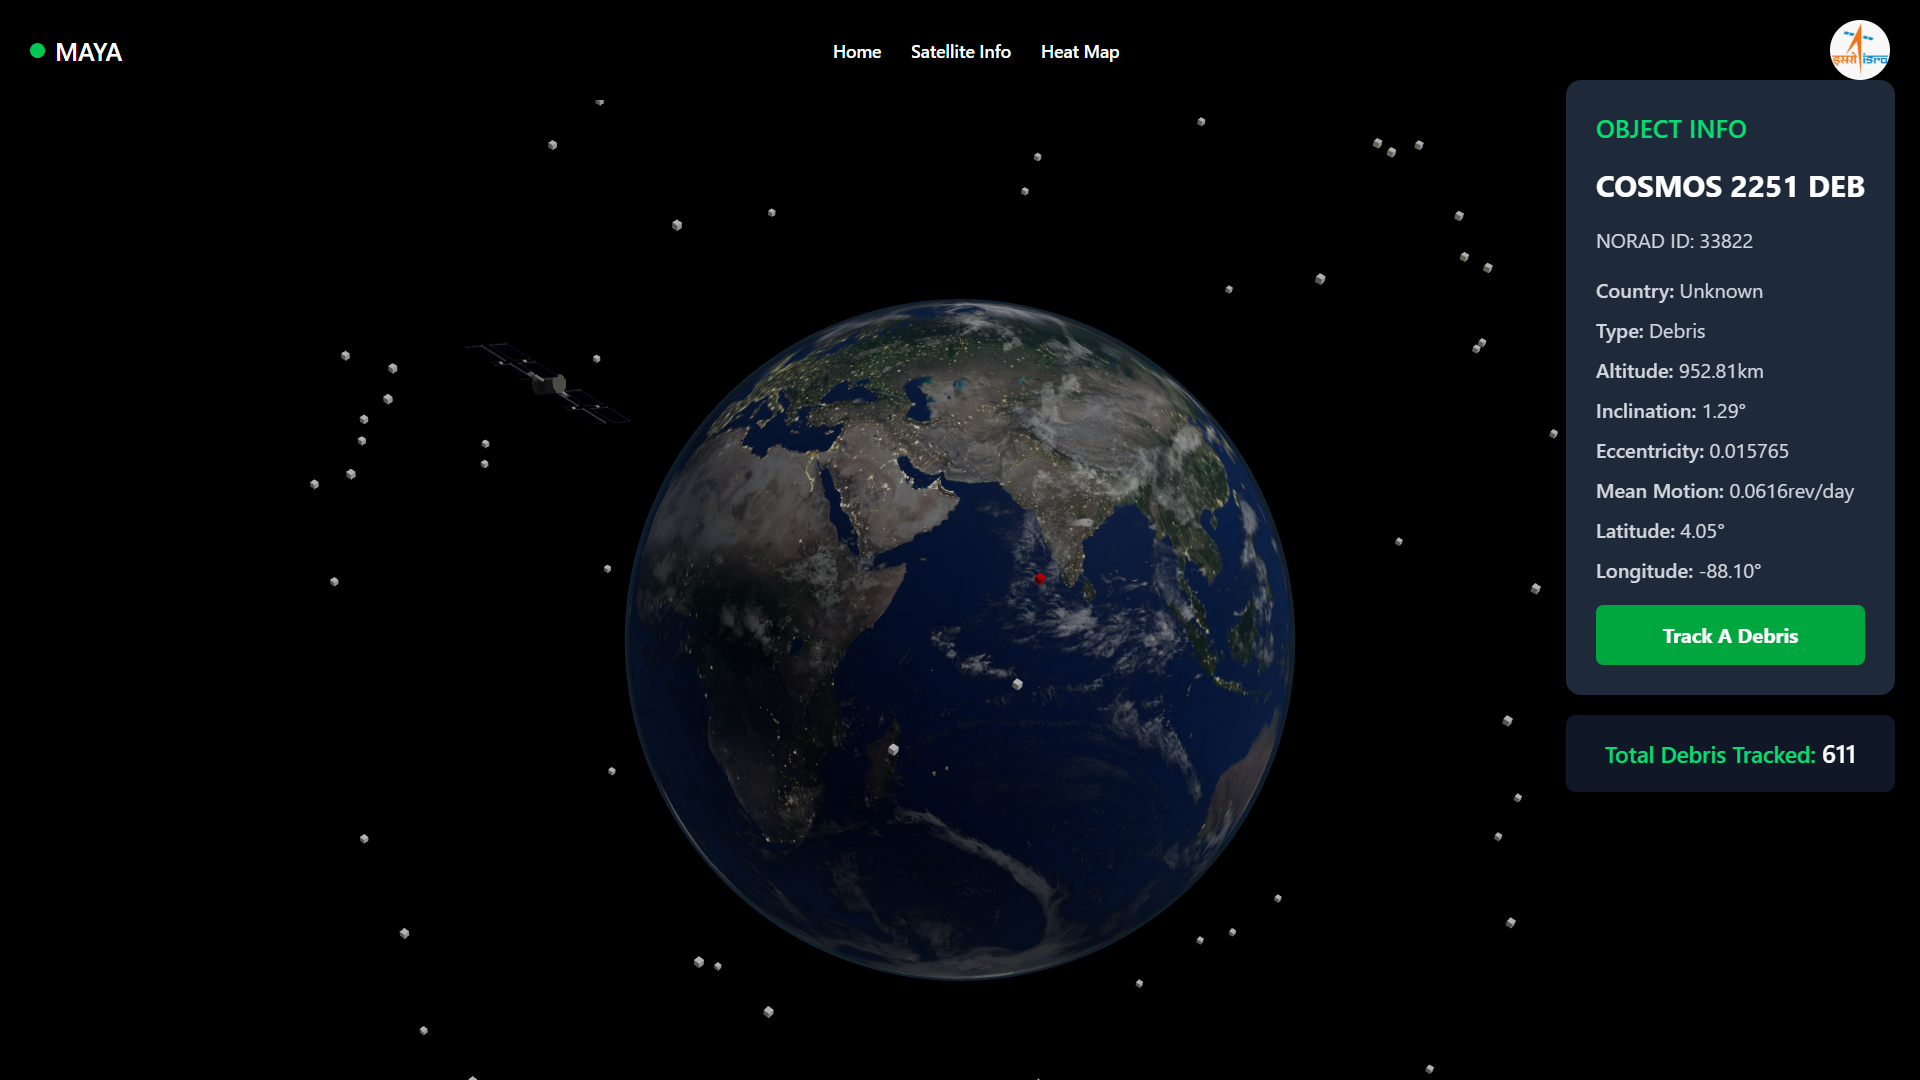 MAYA
Home
Satellite Info
Heat Map
इसरो isro
OBJECT INFO
COSMOS 2251 DEB
NORAD ID: 33822
Country: Unknown
Type: Debris
Altitude: 952.81km
Inclination: 1.29°
Eccentricity: 0.015765
Mean Motion: 0.0616rev/day
Latitude: 4.05°
Longitude: -88.10°
Track A Debris
Total Debris Tracked: 611